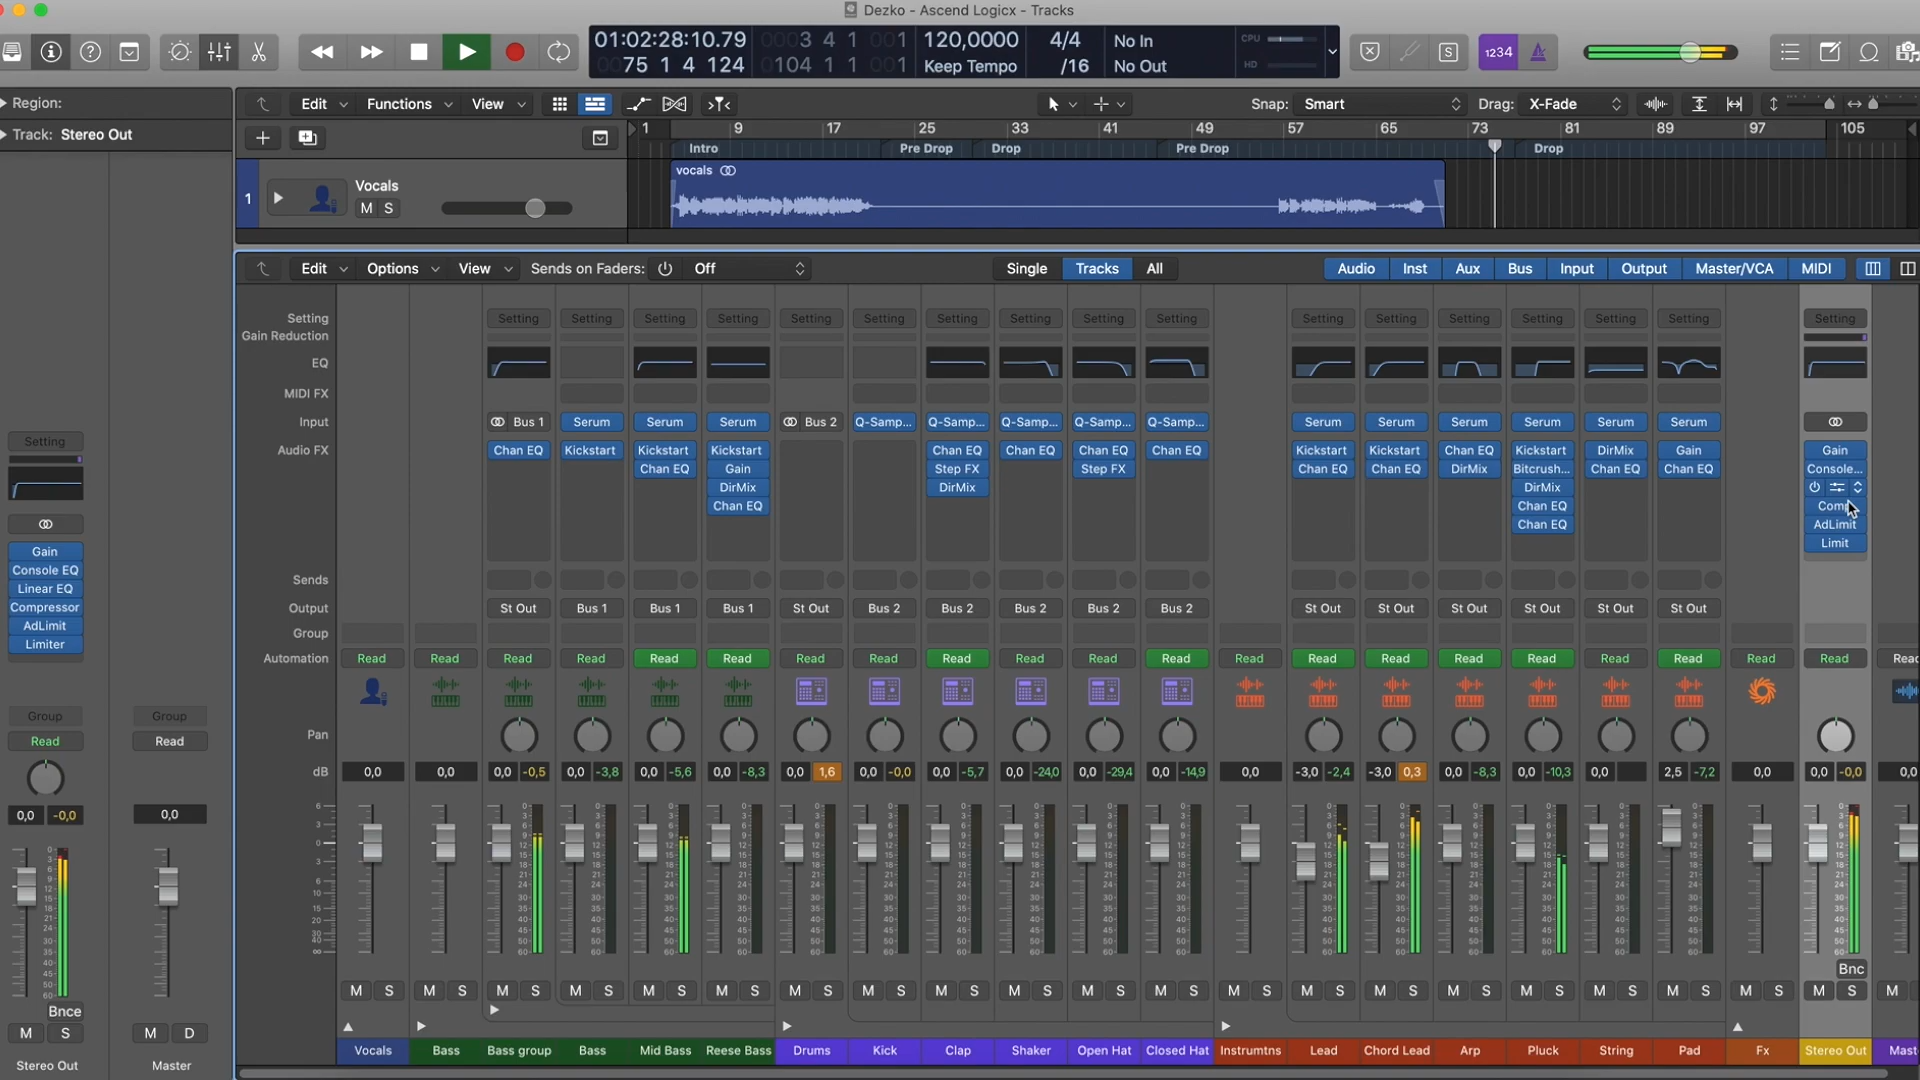 Dezko - Ascend Logicx - Tracks
01:02:28:10.79 0003 4 1 001 120,0000 4/4 No In CPU
0075 1 4 124 0104 1 1 001 Keep Tempo /16 No Out HD
S 1234
Region: Edit Functions View Snap: Smart Drag: X-Fade
Track: Stereo Out
1 9 17 25 33 41 49 57 65 73 81 89 97 105
Intro Pre Drop Drop Pre Drop Drop
1 Vocals M S vocals
Edit Options View Sends on Faders: Off Single Tracks All Audio Inst Aux Bus Input Output Master/VCA MIDI
Setting Setting Setting Setting Setting Setting Setting Setting Setting Setting Setting Setting Setting Setting Setting Setting Setting Setting
Gain Reduction
EQ
MIDI FX
Input Bus 1 Serum Serum Serum Bus 2 Q-Samp... Q-Samp... Q-Samp... Q-Samp... Q-Samp... Serum Serum Serum Serum Serum Serum
Audio FX Chan EQ Kickstart Kickstart Kickstart Chan EQ Chan EQ Chan EQ Chan EQ Kickstart Kickstart Chan EQ Kickstart DirMix Gain Gain
Chan EQ Gain Step FX Step FX Chan EQ Chan EQ DirMix Bitcrush... Chan EQ Chan EQ Console...
DirMix DirMix DirMix
Chan EQ Chan EQ Comp
Chan EQ AdLimit
Limit
Setting
Gain
Console EQ
Linear EQ
Compressor
AdLimit
Limiter
Sends
Output St Out Bus 1 Bus 1 Bus 1 St Out Bus 2 Bus 2 Bus 2 Bus 2 Bus 2 St Out St Out St Out St Out St Out St Out
Group
Automation Read Read Read Read Read Read Read Read Read Read Read Read Read Read Read Read Read Read Read Read Read Read
Group Group
Read Read
Pan
dB 0,0 0,0 0,0 -0,5 0,0 -3,8 0,0 -5,6 0,0 -8,3 0,0 1,6 0,0 -0,0 0,0 -5,7 0,0 -24,0 0,0 -29,4 0,0 -14,9 0,0 -3,0 -2,4 -3,0 0,3 0,0 -8,3 0,0 -10,3 0,0 2,5 -7,2 0,0 0,0 -0,0 0,0
0,0 -0,0 0,0
Bnc
M S M S M S M S M S M S M S M S M S M S M S M S M S M S M S M S M S M S M S M S M S M
Bnce
M S M D
Stereo Out Master
Vocals Bass Bass group Bass Mid Bass Reese Bass Drums Kick Clap Shaker Open Hat Closed Hat Instrumtns Lead Chord Lead Arp Pluck String Pad Fx Stereo Out Mast